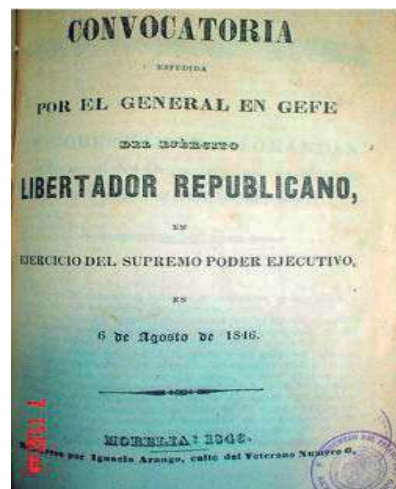 CONVOCATORIA
ESPEDIDA
POR EL GENERAL EN GEFE
DEL EJÉRCITO
LIBERTADOR REPUBLICANO,
EN
EJERCICIO DEL SUPREMO PODER EJECUTIVO,
EN
6 de Agosto de 1846.
MORELIA: 1846.
por Ignacio Arango, calle del Veterano Numero 6.